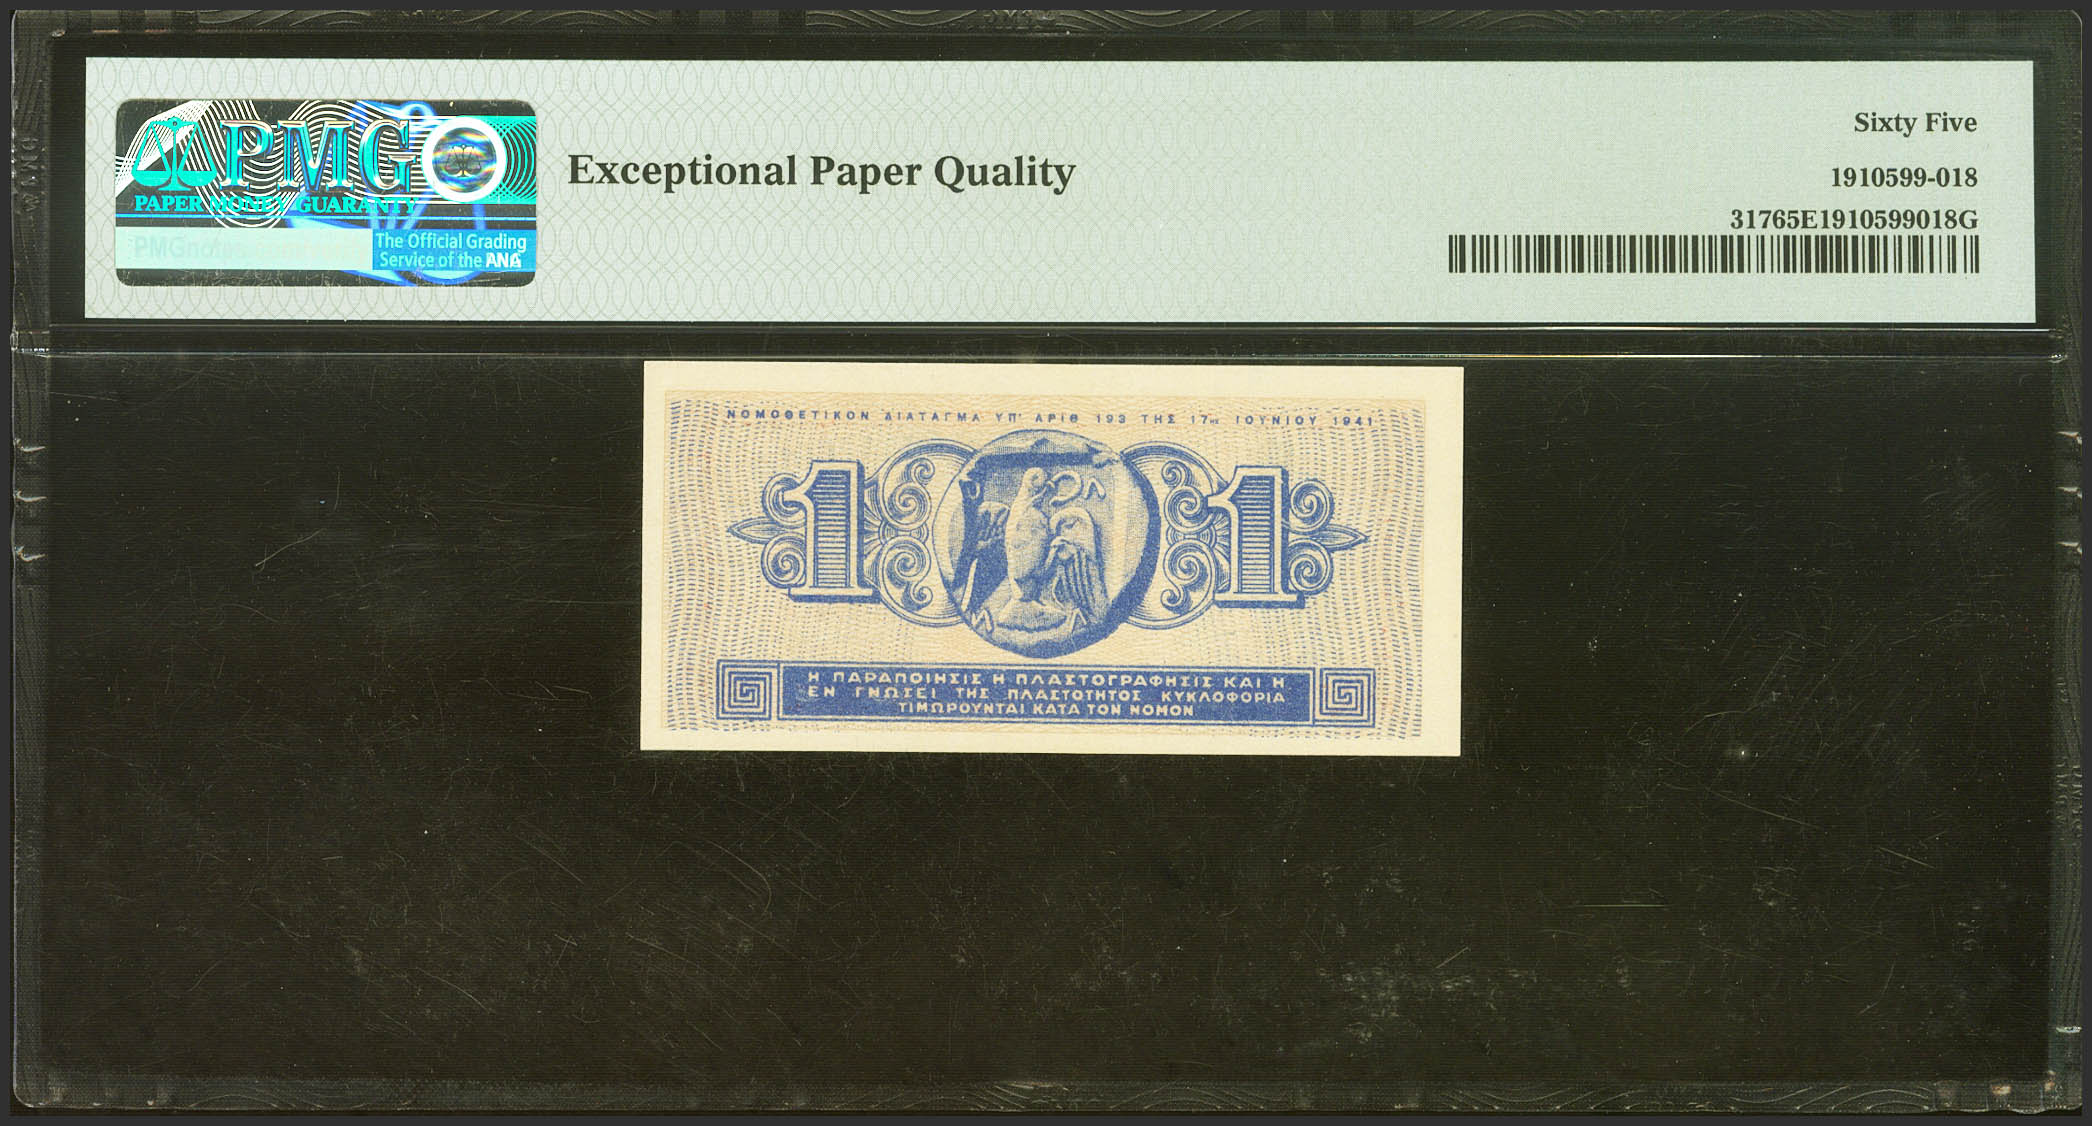 PMG
PAPER MONEY GUARANTY
The Official Grading
Service of the ANA
Exceptional Paper Quality
Sixty Five
1910599-018
31765E1910599018G
ΝΟΜΟΘΕΤΙΚΟΝ ΔΙΑΤΑΓΜΑ ΥΠ' ΑΡΙΘ 193 ΤΗΣ 17ης ΙΟΥΝΙΟΥ 1941
1 1
Η ΠΑΡΑΠΟΙΗΣΙΣ Η ΠΛΑΣΤΟΓΡΑΦΗΣΙΣ ΚΑΙ Η
ΕΝ ΓΝΩΣΕΙ ΤΗΣ ΠΛΑΣΤΟΤΗΤΟΣ ΚΥΚΛΟΦΟΡΙΑ
ΤΙΜΩΡΟΥΝΤΑΙ ΚΑΤΑ ΤΟΝ ΝΟΜΟΝ